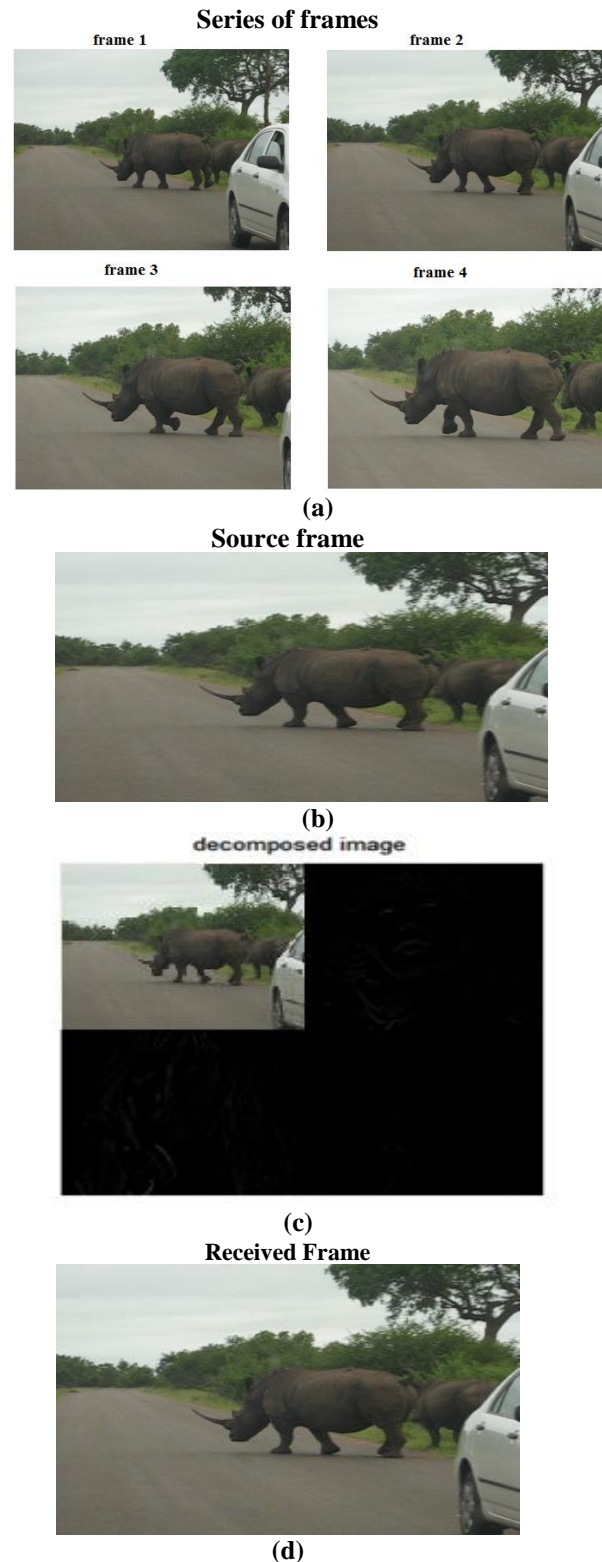 Series of frames
frame 1
frame 2
frame 3
frame 4
(a)
Source frame
(b)
decomposed image
(c)
Received Frame
(d)